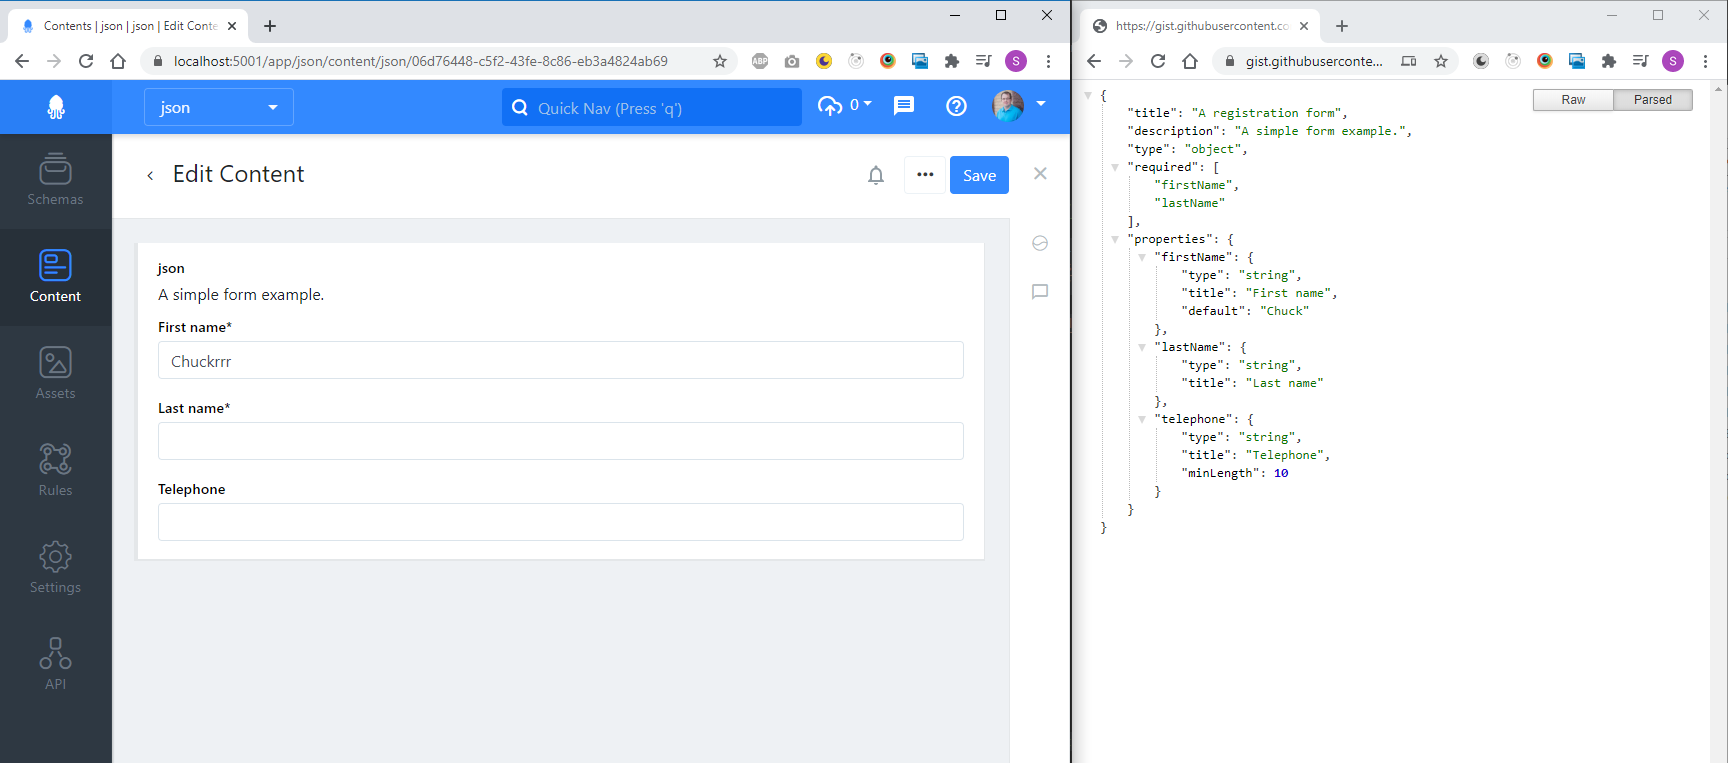 Contents | json | json | Edit Conte
localhost:5001/app/json/content/json/06d76448-c5f2-43fe-8c86-eb3a4824ab69
ABP
S
json
Quick Nav (Press 'q')
0
Schemas
Content
Assets
Rules
Settings
API
Edit Content
Save
json
A simple form example.
First name*
Chuckrrr
Last name*
Telephone
https://gist.githubusercontent.co
gist.githubuserconte...
S
Raw
Parsed
{
"title": "A registration form",
"description": "A simple form example.",
"type": "object",
"required": [
"firstName",
"lastName"
],
"properties": {
"firstName": {
"type": "string",
"title": "First name",
"default": "Chuck"
},
"lastName": {
"type": "string",
"title": "Last name"
},
"telephone": {
"type": "string",
"title": "Telephone",
"minLength": 10
}
}
}